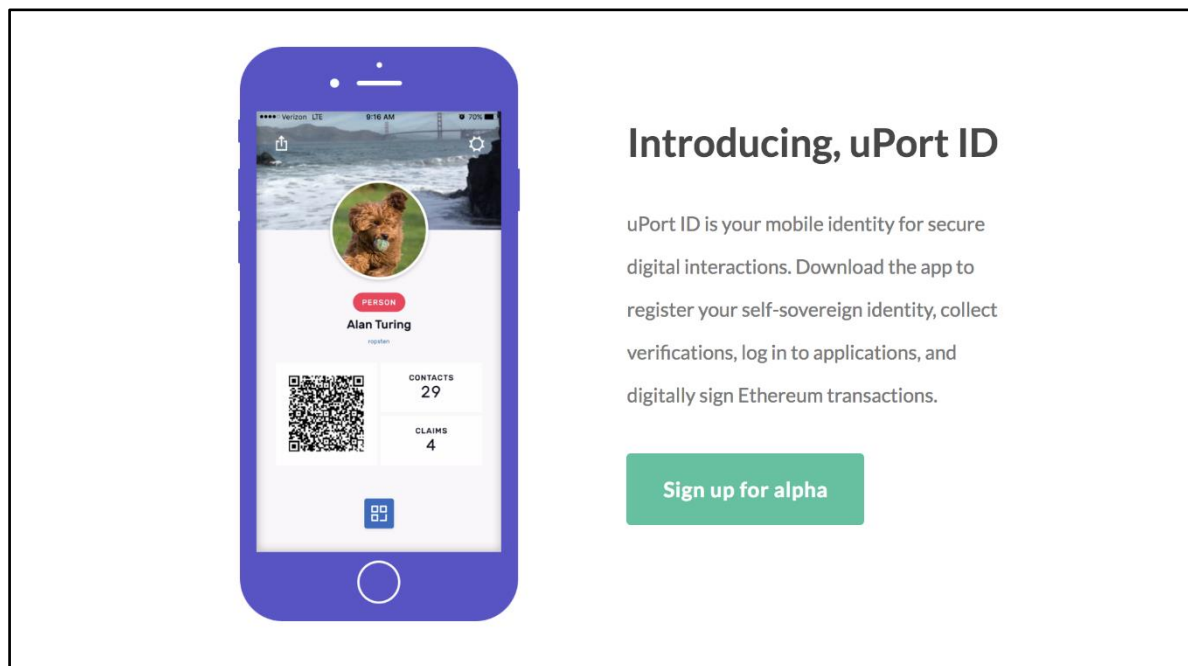 Verizon LTE 9:16 AM 70%
PERSON
Alan Turing
ropsten
CONTACTS
29
CLAIMS
4
Introducing, uPort ID
uPort ID is your mobile identity for secure
digital interactions. Download the app to
register your self-sovereign identity, collect
verifications, log in to applications, and
digitally sign Ethereum transactions.
Sign up for alpha